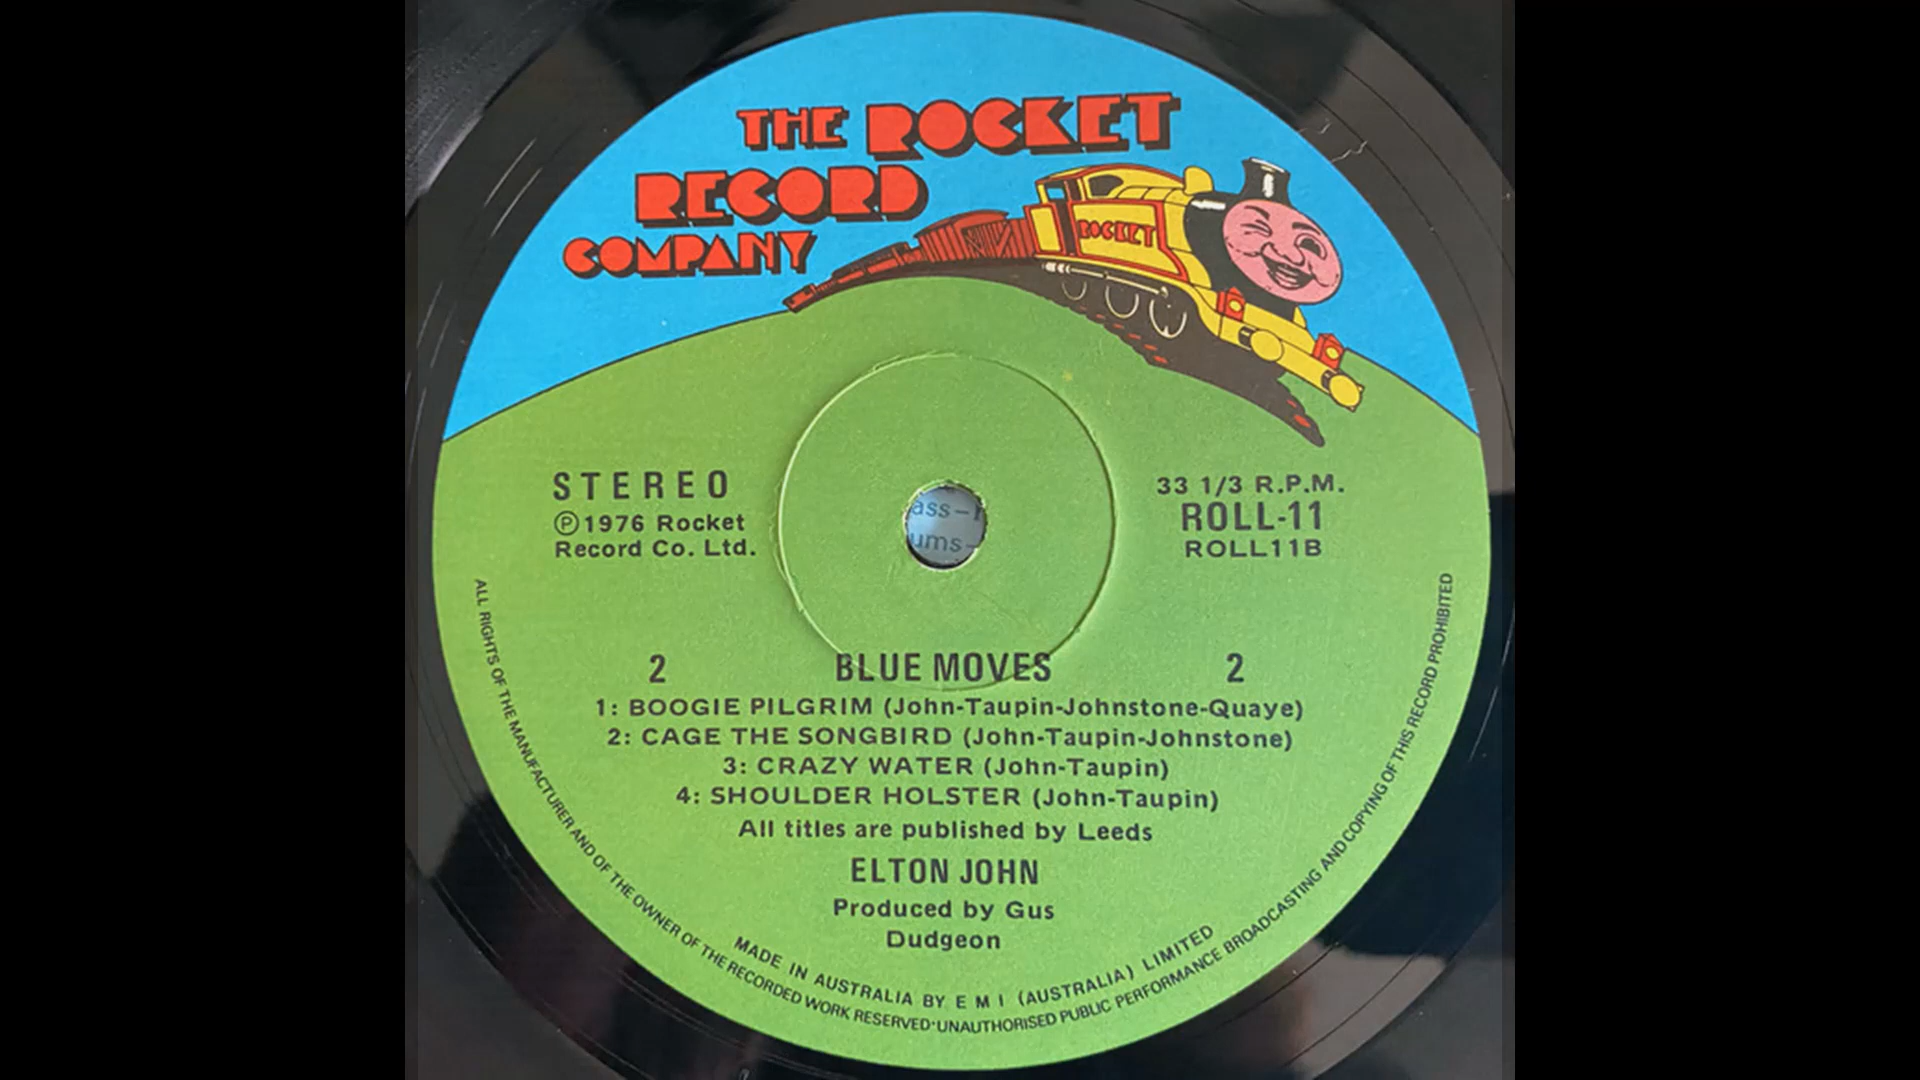 THE ROCKET
RECORD
COMPANY
ROCKET
STEREO
Ⓟ1976 Rocket
Record Co. Ltd.
33 1/3 R.P.M.
ROLL-11
ROLL11B
ass-
ums-
2 BLUE MOVES 2
1: BOOGIE PILGRIM (John-Taupin-Johnstone-Quaye)
2: CAGE THE SONGBIRD (John-Taupin-Johnstone)
3: CRAZY WATER (John-Taupin)
4: SHOULDER HOLSTER (John-Taupin)
All titles are published by Leeds
ELTON JOHN
Produced by Gus
Dudgeon
MADE IN AUSTRALIA BY E M I (AUSTRALIA) LIMITED
ALL RIGHTS OF THE MANUFACTURER AND OF THE OWNER OF THE RECORDED WORK RESERVED·UNAUTHORISED PUBLIC PERFORMANCE BROADCASTING AND COPYING OF THIS RECORD PROHIBITED